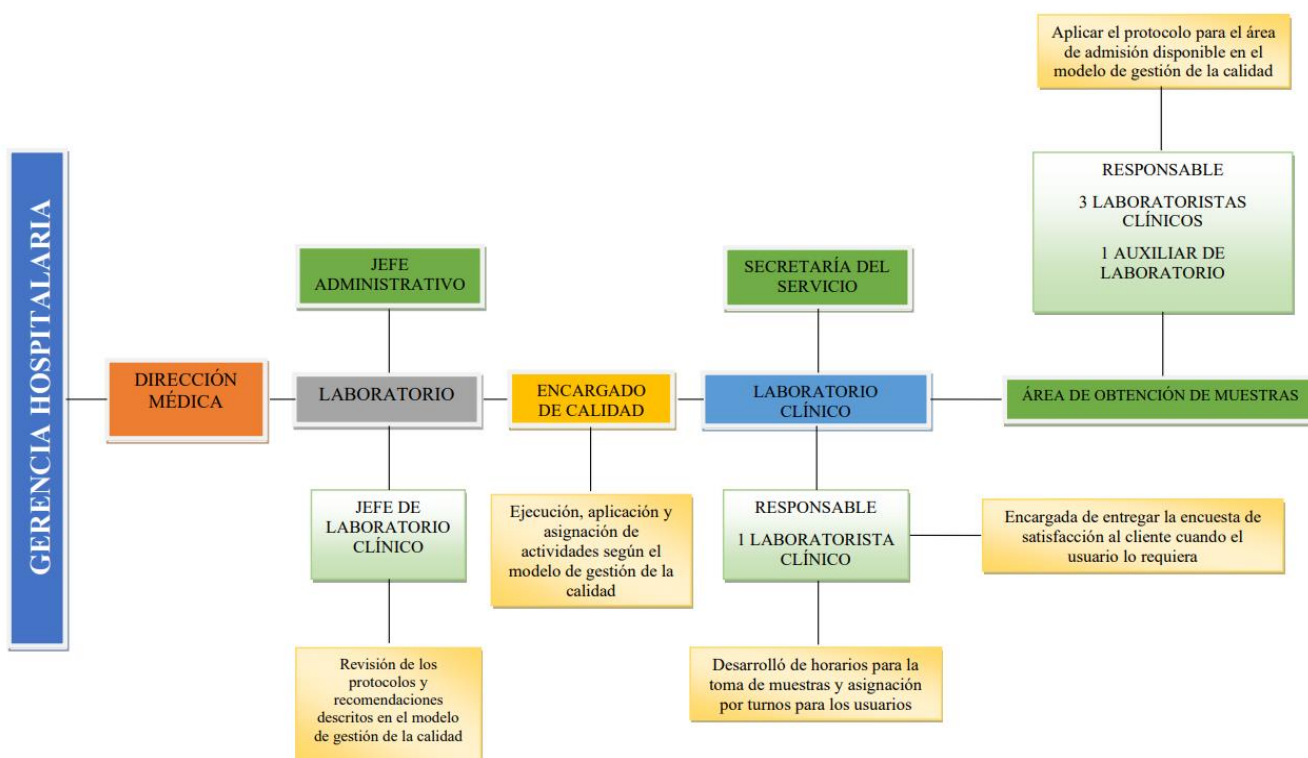 Aplicar el protocolo para el área
de admisión disponible en el
modelo de gestión de la calidad
GERENCIA HOSPITALARIA
RESPONSABLE
3 LABORATORISTAS
CLÍNICOS
1 AUXILIAR DE
LABORATORIO
JEFE
ADMINISTRATIVO
SECRETARÍA DEL
SERVICIO
DIRECCIÓN
MÉDICA
LABORATORIO
ENCARGADO
DE CALIDAD
LABORATORIO
CLÍNICO
ÁREA DE OBTENCIÓN DE MUESTRAS
JEFE DE
LABORATORIO
CLÍNICO
Ejecución, aplicación y
asignación de
actividades según el
modelo de gestión de la
calidad
RESPONSABLE
1 LABORATORISTA
CLÍNICO
Encargada de entregar la encuesta de
satisfacción al cliente cuando el
usuario lo requiera
Revisión de los
protocolos y
recomendaciones
descritos en el modelo
de gestión de la calidad
Desarrolló de horarios para la
toma de muestras y asignación
por turnos para los usuarios